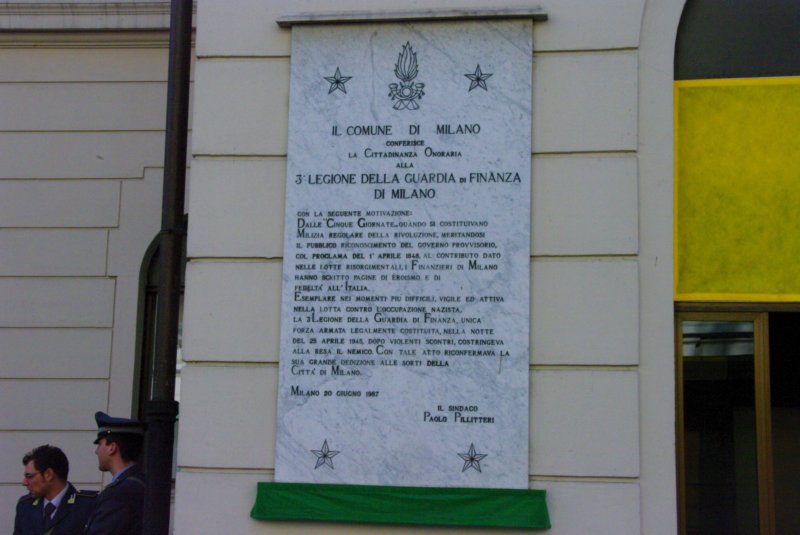 IL COMUNE DI MILANO
CONFERISCE
LA CITTADINANZA ONORARIA
ALLA
3ª LEGIONE DELLA GUARDIA DI FINANZA
DI MILANO
CON LA SEGUENTE MOTIVAZIONE:
DALLE "CINQUE GIORNATE" QUANDO SI COSTITUIVANO
MILIZIA REGOLARE DELLA RIVOLUZIONE, MERITANDOSI
IL PUBBLICO RICONOSCIMENTO DEL GOVERNO PROVVISORIO,
COL PROCLAMA DEL 1° APRILE 1848, AL CONTRIBUTO DATO
NELLE LOTTE RISORGIMENTALI, I FINANZIERI DI MILANO
HANNO SCRITTO PAGINE DI EROISMO E DI
FEDELTA' ALL'ITALIA.
ESEMPLARE NEI MOMENTI PIU DIFFICILI, VIGILE ED ATTIVA
NELLA LOTTA CONTRO L'OCCUPAZIONE NAZISTA,
LA 3ª LEGIONE DELLA GUARDIA DI FINANZA, UNICA
FORZA ARMATA LEGALMENTE COSTITUITA, NELLA NOTTE
DEL 25 APRILE 1945, DOPO VIOLENTI SCONTRI, COSTRINGEVA
ALLA RESA IL NEMICO. CON TALE ATTO RICONFERMAVA LA
SUA GRANDE DEDIZIONE ALLE SORTI DELLA
CITTÀ DI MILANO.
MILANO 20 GIUGNO 1987
IL SINDACO
PAOLO PILLITTERI